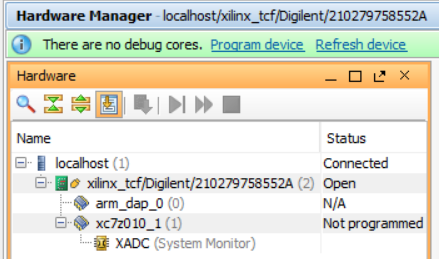 Hardware Manager - localhost/xilinx_tcf/Digilent/210279758552A
There are no debug cores. Program device Refresh device
Hardware
Name Status
localhost (1) Connected
xilinx_tcf/Digilent/210279758552A (2) Open
arm_dap_0 (0) N/A
xc7z010_1 (1) Not programmed
XADC (System Monitor)